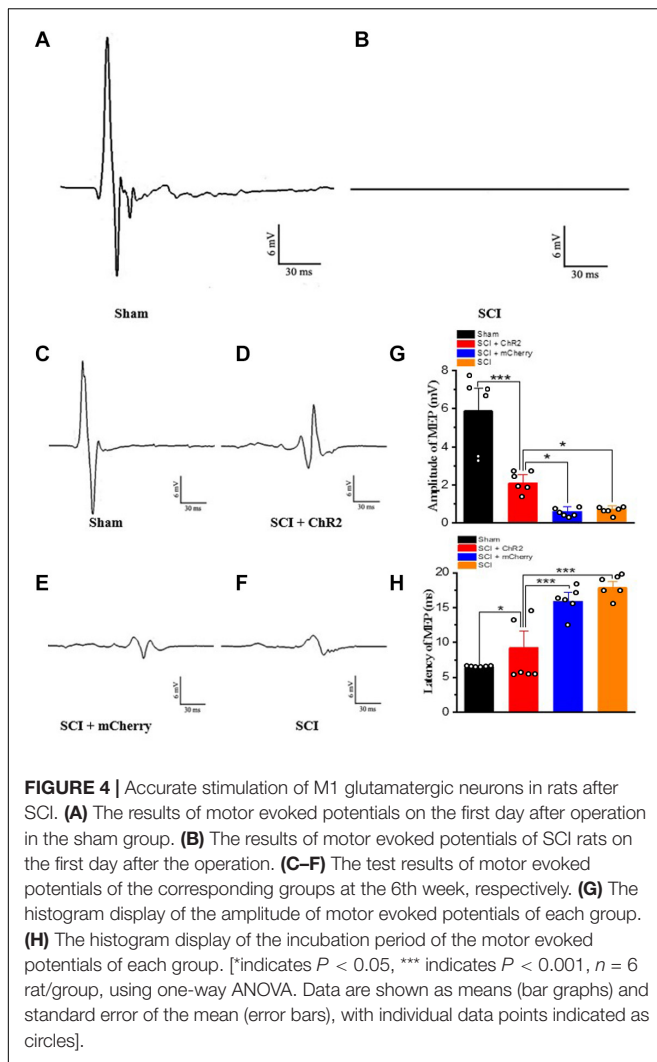 A
B
6 mV
30 ms
6 mV
30 ms
Sham
SCI
C
D
G
Sham
SCI + ChR2
SCI + mCherry
SCI
Amplitude of MEP (mV)
8
6
4
2
0
***
*
*
6 mV
30 ms
6 mV
30 ms
Sham
SCI + ChR2
E
F
H
Sham
SCI + ChR2
SCI + mCherry
SCI
Latency of MEP (ms)
20
15
10
5
0
***
***
*
6 mV
30 ms
6 mV
30 ms
SCI + mCherry
SCI
FIGURE 4 | Accurate stimulation of M1 glutamatergic neurons in rats after
SCI. (A) The results of motor evoked potentials on the first day after operation
in the sham group. (B) The results of motor evoked potentials of SCI rats on
the first day after the operation. (C–F) The test results of motor evoked
potentials of the corresponding groups at the 6th week, respectively. (G) The
histogram display of the amplitude of motor evoked potentials of each group.
(H) The histogram display of the incubation period of the motor evoked
potentials of each group. [*indicates P < 0.05, *** indicates P < 0.001, n = 6
rat/group, using one-way ANOVA. Data are shown as means (bar graphs) and
standard error of the mean (error bars), with individual data points indicated as
circles].